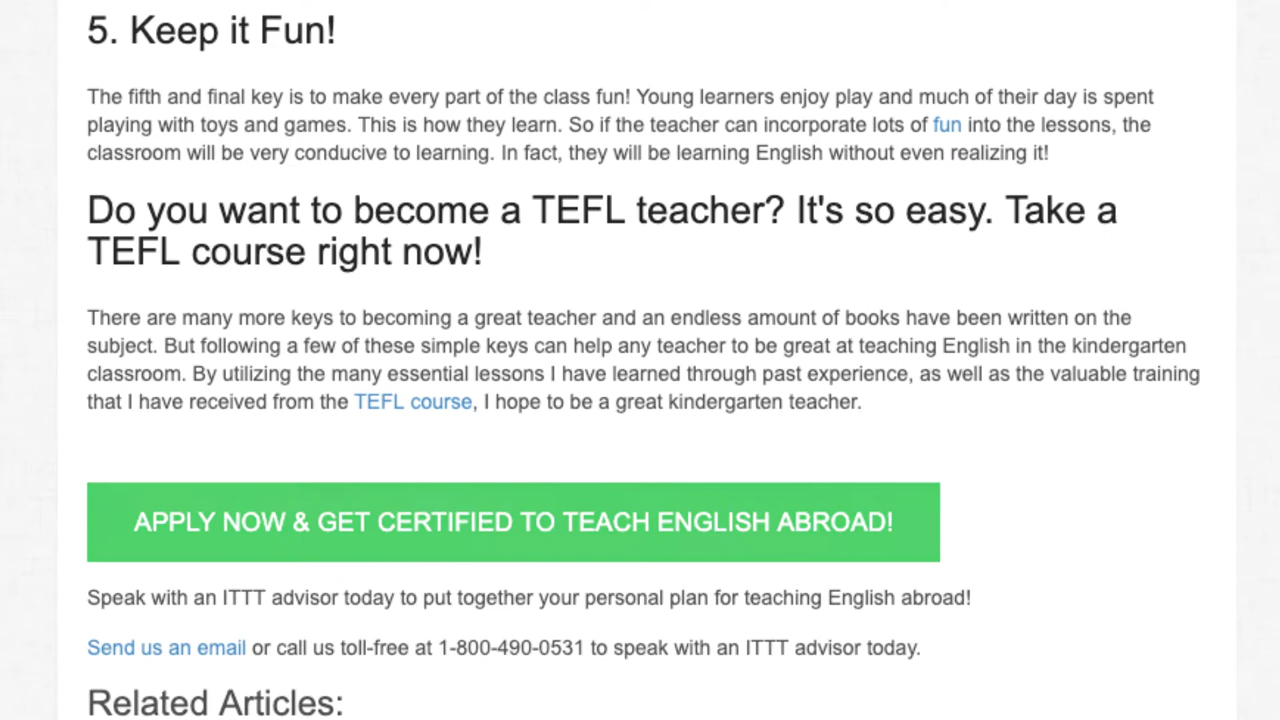 5. Keep it Fun!
The fifth and final key is to make every part of the class fun! Young learners enjoy play and much of their day is spent
playing with toys and games. This is how they learn. So if the teacher can incorporate lots of fun into the lessons, the
classroom will be very conducive to learning. In fact, they will be learning English without even realizing it!
Do you want to become a TEFL teacher? It's so easy. Take a
TEFL course right now!
There are many more keys to becoming a great teacher and an endless amount of books have been written on the
subject. But following a few of these simple keys can help any teacher to be great at teaching English in the kindergarten
classroom. By utilizing the many essential lessons I have learned through past experience, as well as the valuable training
that I have received from the TEFL course, I hope to be a great kindergarten teacher.
APPLY NOW & GET CERTIFIED TO TEACH ENGLISH ABROAD!
Speak with an ITTT advisor today to put together your personal plan for teaching English abroad!
Send us an email or call us toll-free at 1-800-490-0531 to speak with an ITTT advisor today.
Related Articles: